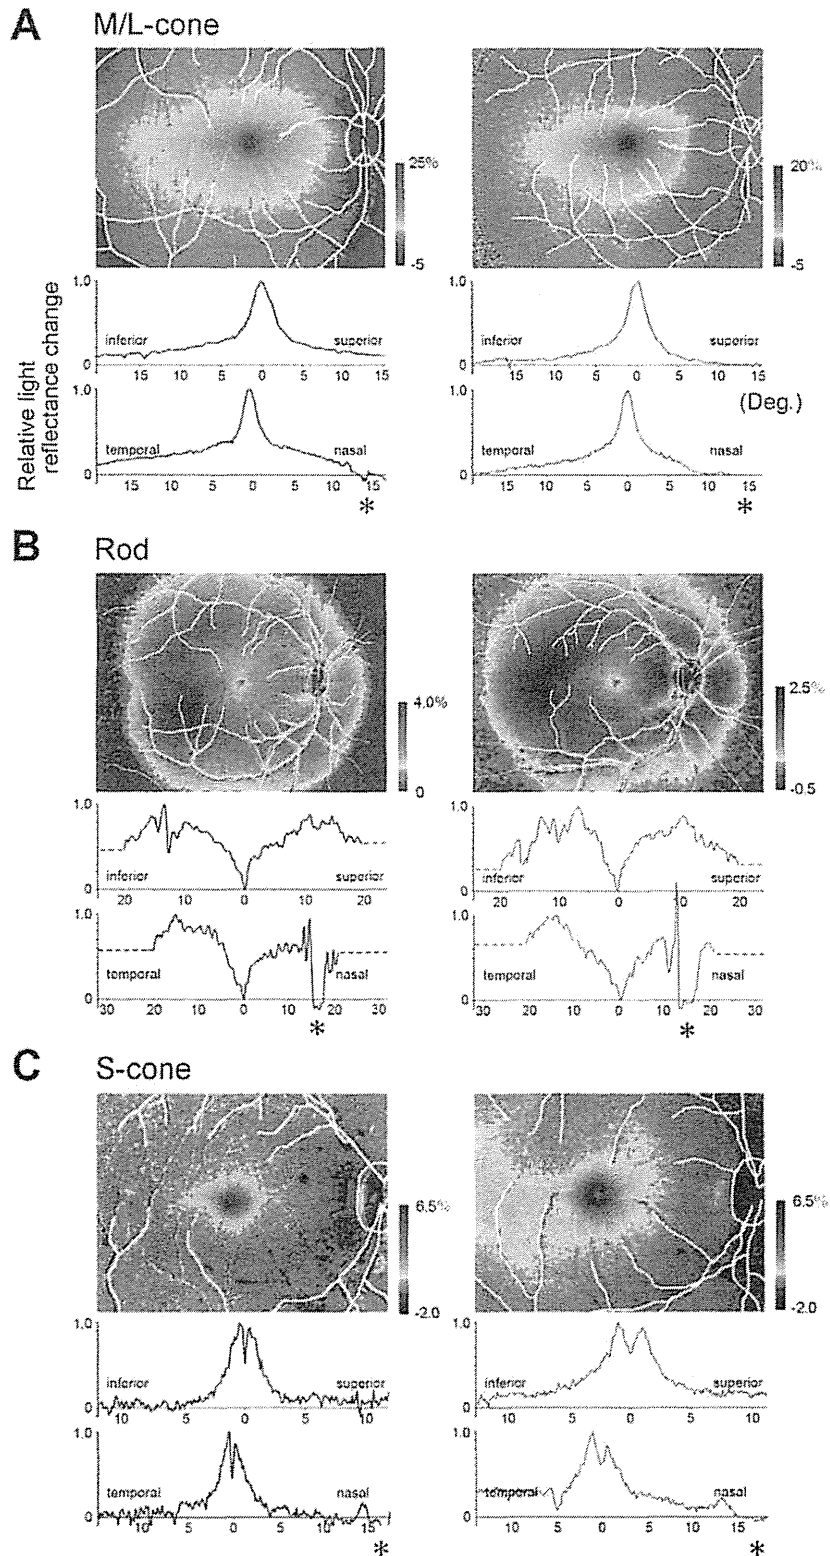 A M/L-cone
25%
-5
20%
-5
Relative light
reflectance change
1.0
inferior superior
0
15 10 5 0 5 10 15
1.0
inferior superior
0
15 10 5 0 5 10 15
1.0
temporal nasal
0
15 10 5 0 5 10 15
*
(Deg.)
1.0
temporal nasal
0
15 10 5 0 5 10 15
*
B Rod
4.0%
0
2.5%
-0.5
1.0
inferior superior
0
20 10 0 10 20
1.0
inferior superior
0
20 10 0 10 20
1.0
temporal nasal
0
30 20 10 0 10 20 30
*
1.0
temporal nasal
0
30 20 10 0 10 20 30
*
C S-cone
6.5%
-2.0
6.5%
-2.0
1.0
inferior superior
0
10 5 0 5 10
1.0
inferior superior
0
10 5 0 5 10
1.0
temporal nasal
0
10 5 0 5 10 15
*
1.0
temporal nasal
0
10 5 0 5 10 15
*